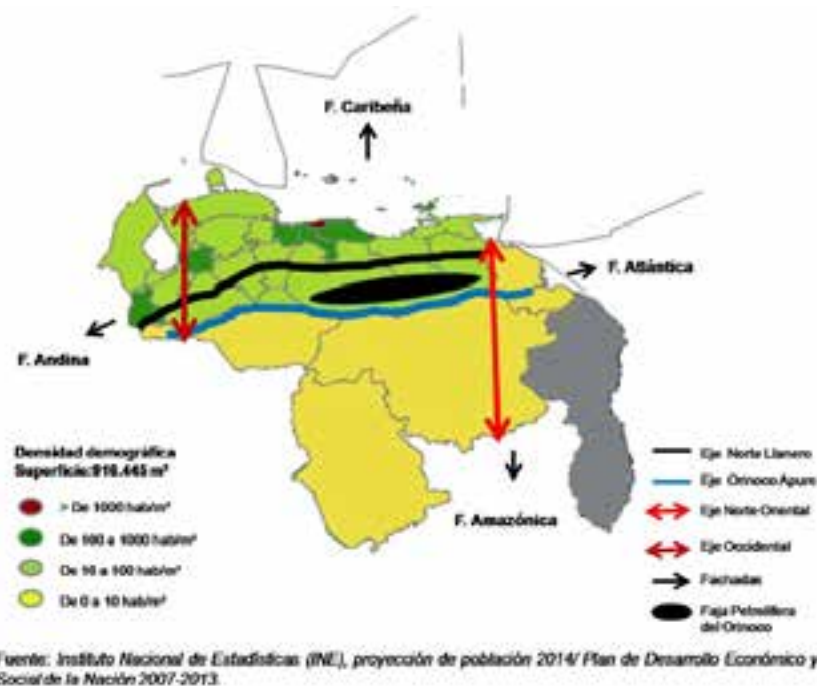 F. Caribeña
F. Atlántica
F. Andina
F. Amazónica
Densidad demográfica
Superficie: 916.445 m²
> De 1000 hab/m²
De 100 a 1000 hab/m²
De 10 a 100 hab/m²
De 0 a 10 hab/m²
Eje Norte Llanero
Eje Orinoco Apure
Eje Norte Oriental
Eje Occidental
Fachadas
Faja Petrolífera
del Orinoco
Fuente: Instituto Nacional de Estadísticas (INE), proyección de población 2014/ Plan de Desarrollo Económico y
Social de la Nación 2007-2013.